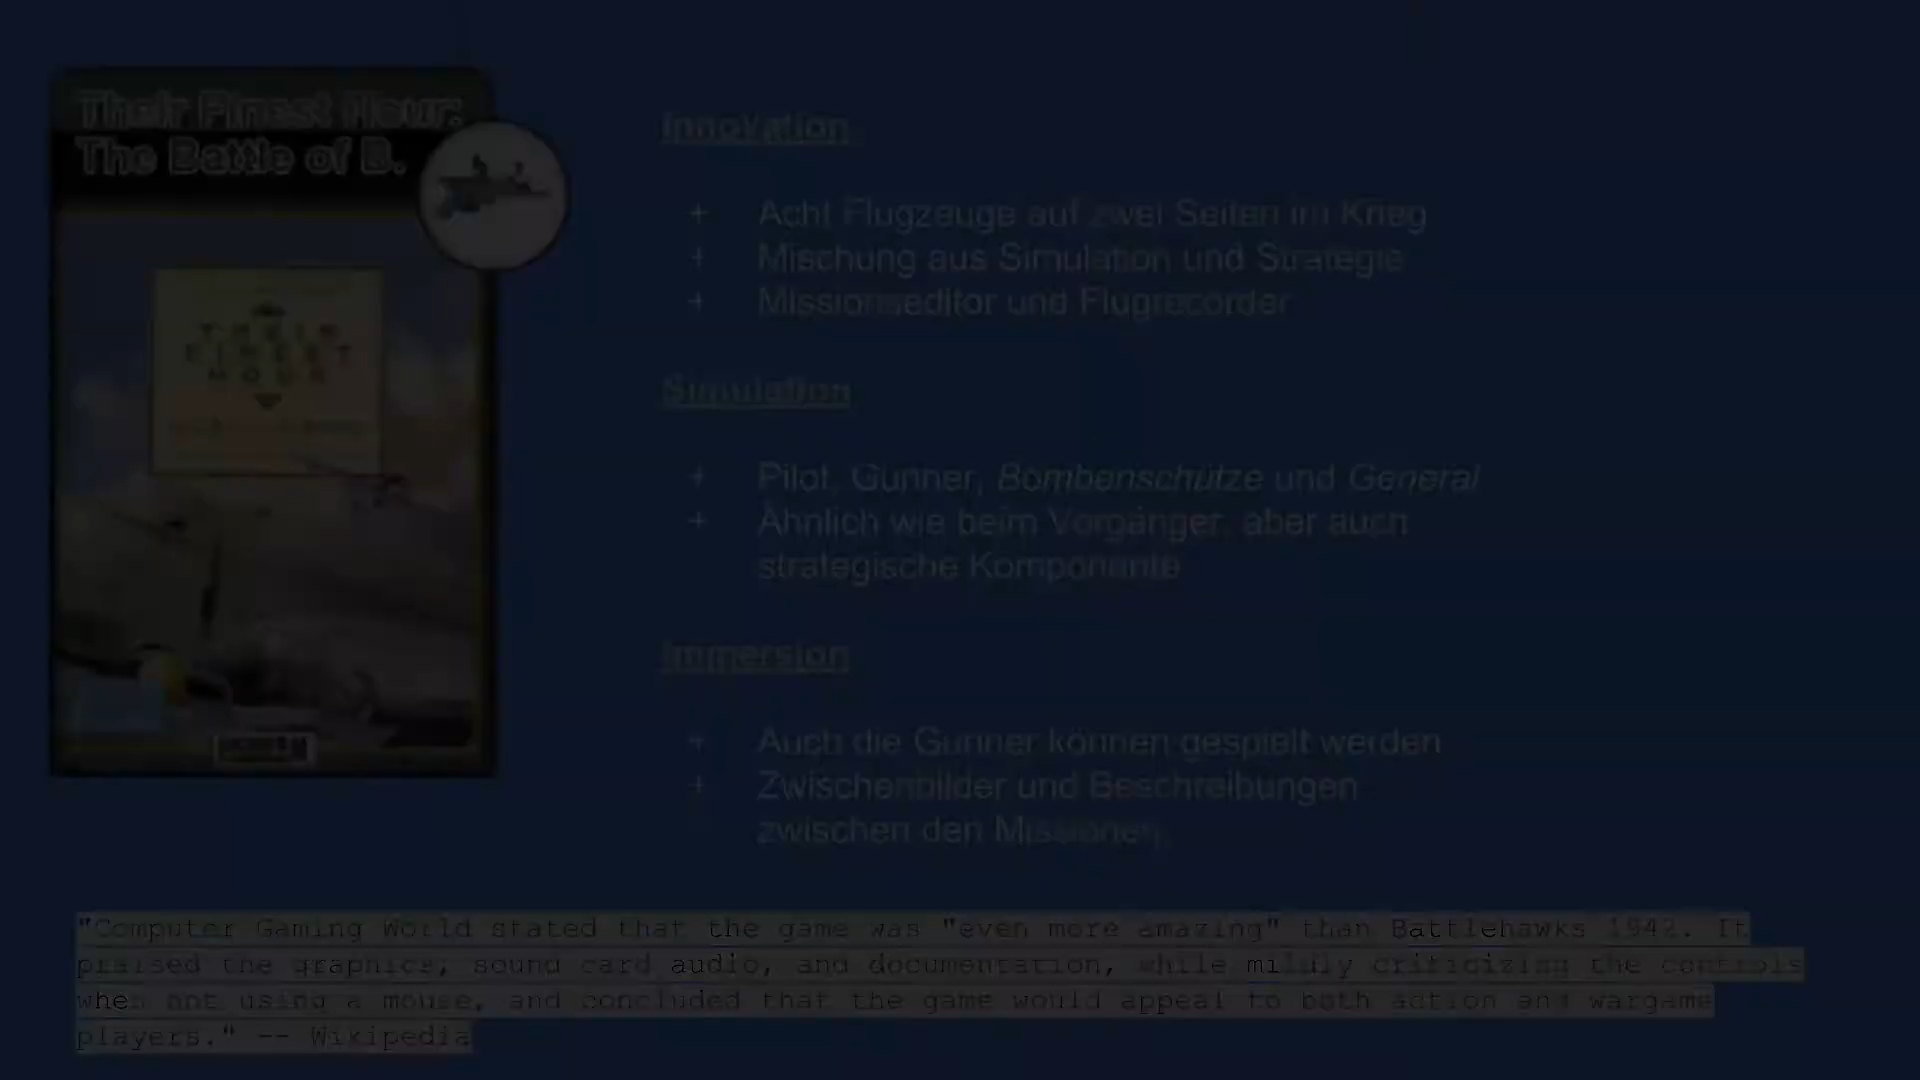 Their Finest Hour:
The Battle of B.
THEIR
FINEST
HOUR
Innovation
+ Acht Flugzeuge auf zwei Seiten im Krieg
+ Mischung aus Simulation und Strategie
+ Missionseditor und Flugrecorder
Simulation
+ Pilot, Gunner, Bombenschütze und General
+ Ähnlich wie beim Vorgänger, aber auch
strategische Komponente
Immersion
+ Auch die Gunner können gespielt werden
+ Zwischenbilder und Beschreibungen
zwischen den Missionen
"Computer Gaming World stated that the game was "even more amazing" than Battlehawks 1942. It
praised the graphics, sound card audio, and documentation, while mildly criticizing the controls
when not using a mouse, and concluded that the game would appeal to both action and wargame
players." -- Wikipedia